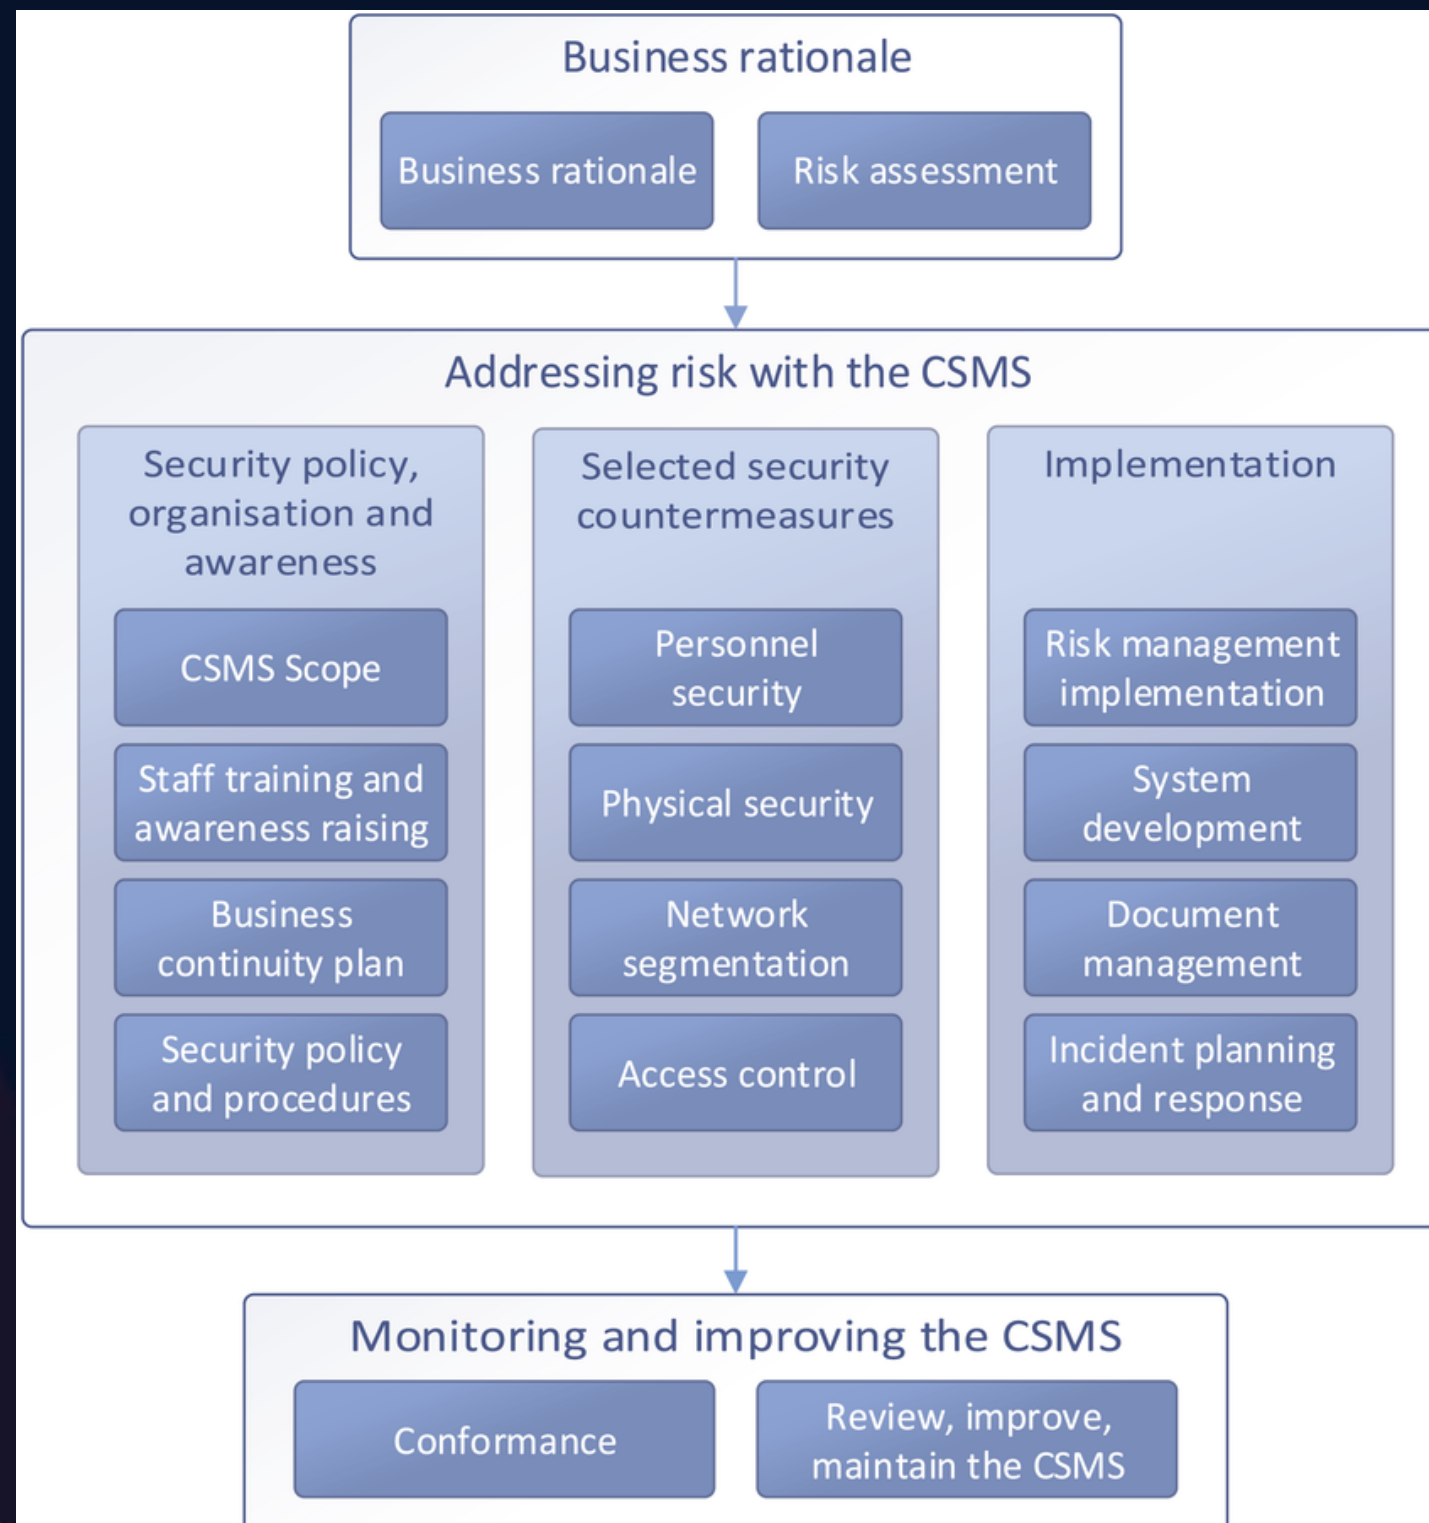 Business rationale
Business rationale
Risk assessment
Addressing risk with the CSMS
Security policy,
organisation and
awareness
CSMS Scope
Staff training and
awareness raising
Business
continuity plan
Security policy
and procedures
Selected security
countermeasures
Personnel
security
Physical security
Network
segmentation
Access control
Implementation
Risk management
implementation
System
development
Document
management
Incident planning
and response
Monitoring and improving the CSMS
Conformance
Review, improve,
maintain the CSMS